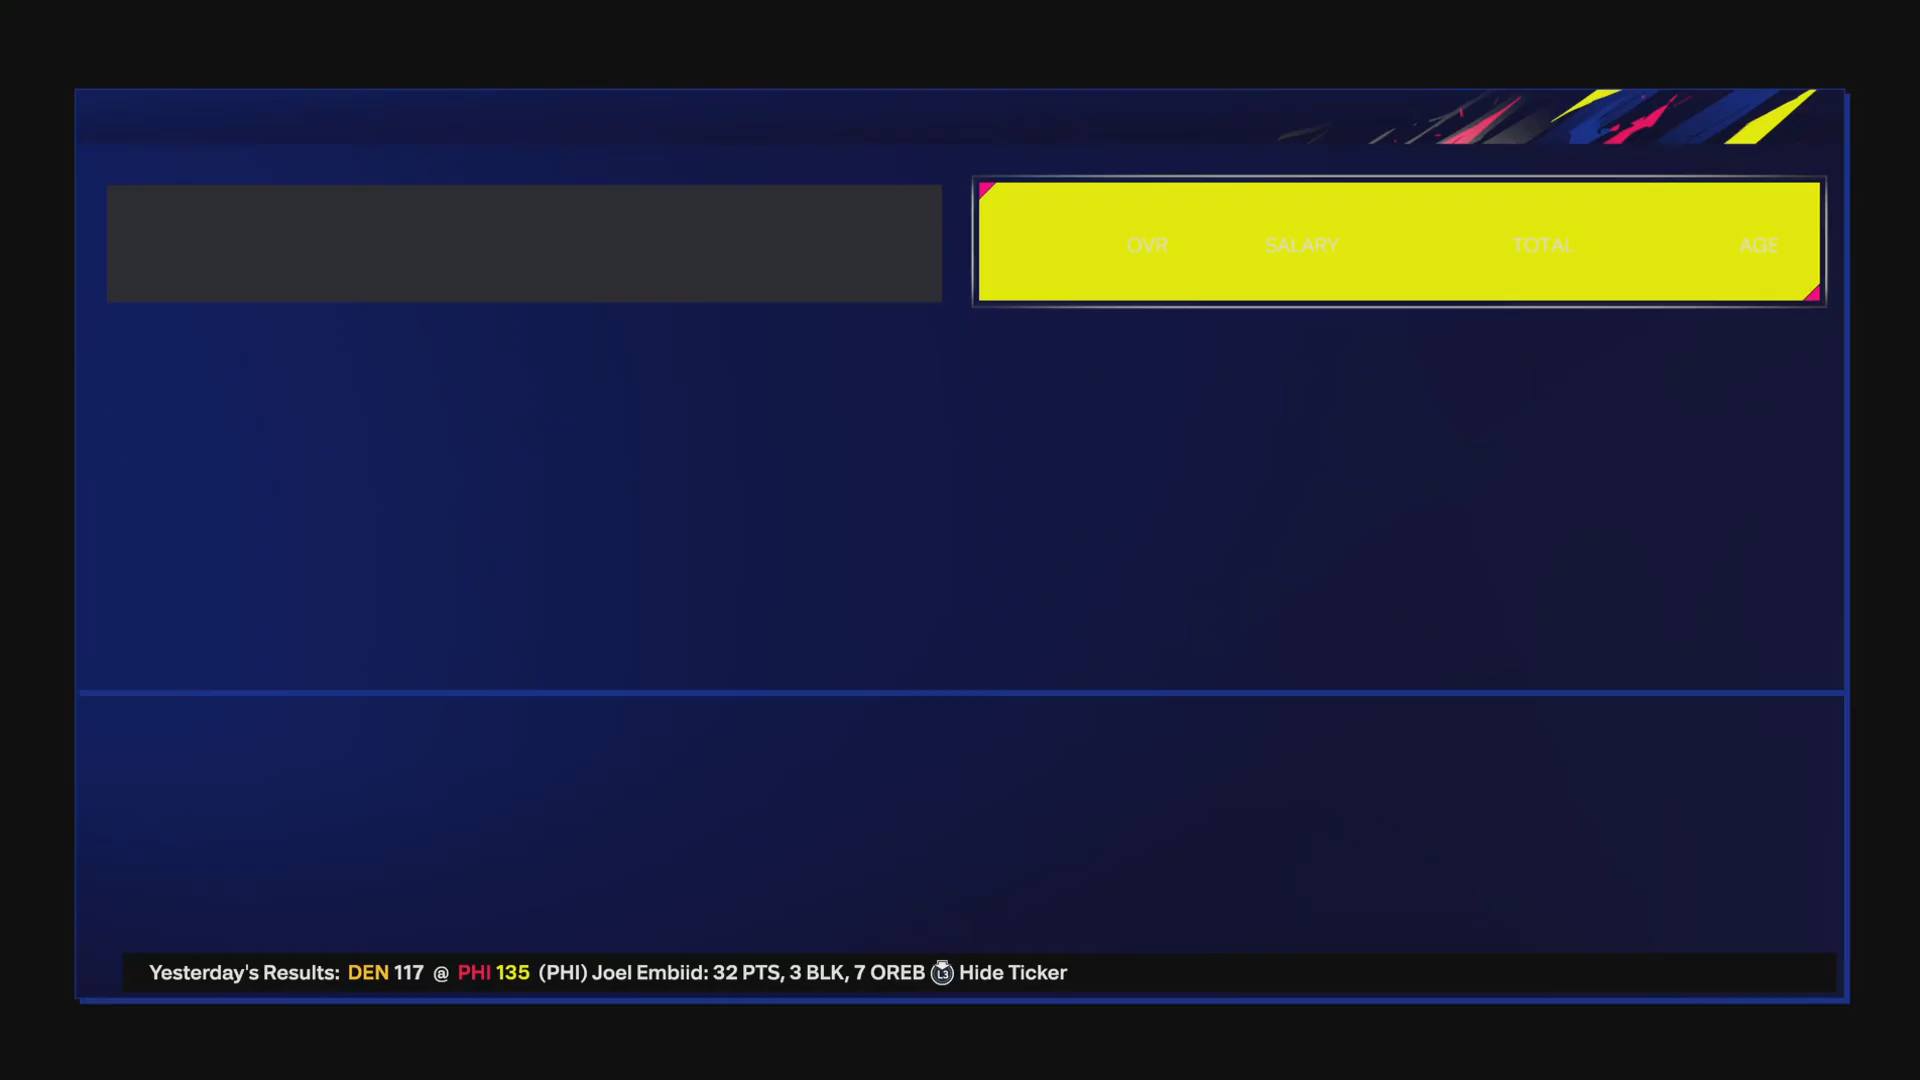 OVR SALARY TOTAL AGE
Yesterday's Results: DEN 117 @ PHI 135 (PHI) Joel Embiid: 32 PTS, 3 BLK, 7 OREB L3 Hide Ticker